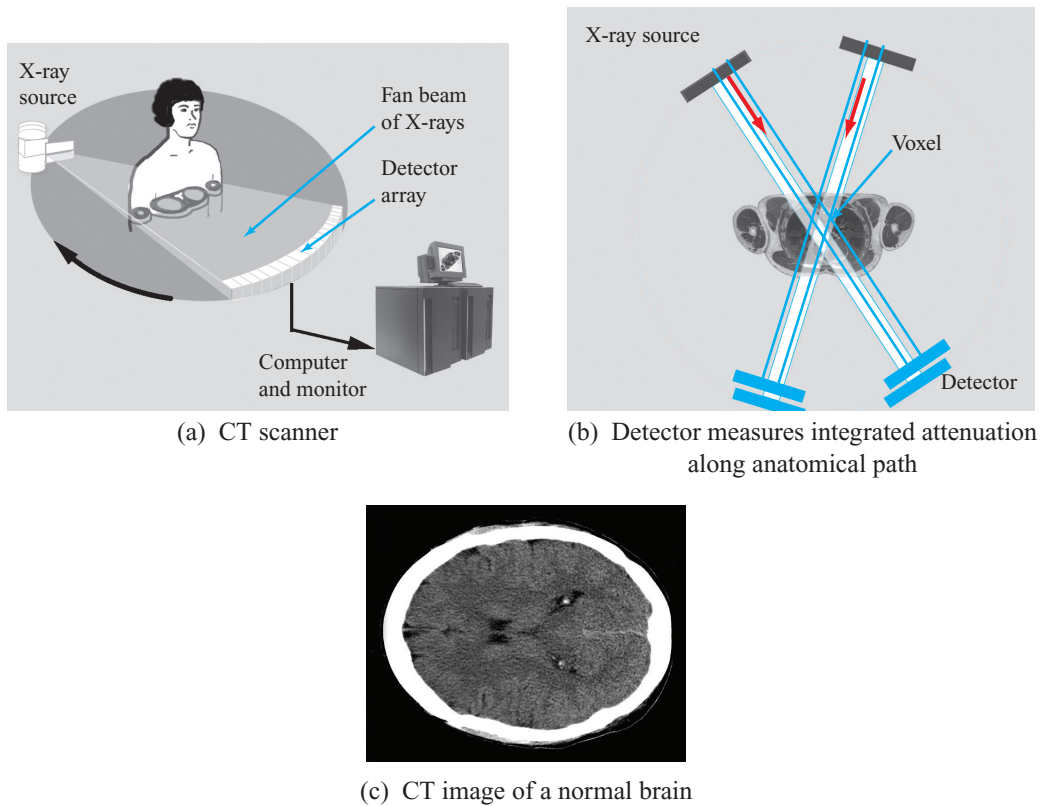 X-ray
source
Fan beam
of X-rays
Detector
array
Computer
and monitor
(a) CT scanner
X-ray source
Voxel
Detector
(b) Detector measures integrated attenuation
along anatomical path
(c) CT image of a normal brain